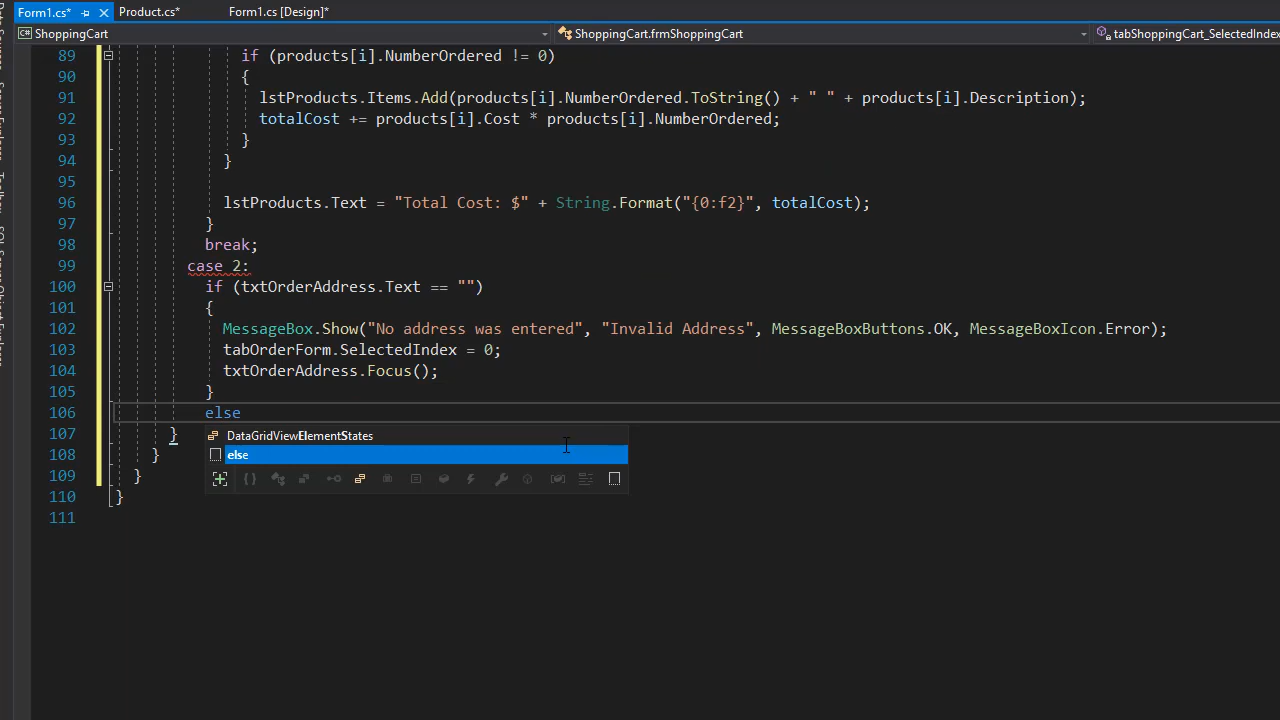 Form1.cs* Product.cs* Form1.cs [Design]*
ShoppingCart ShoppingCart.frmShoppingCart tabShoppingCart_SelectedIndex
89 if (products[i].NumberOrdered != 0)
90 {
91 lstProducts.Items.Add(products[i].NumberOrdered.ToString() + " " + products[i].Description);
92 totalCost += products[i].Cost * products[i].NumberOrdered;
93 }
94 }
95
96 lstProducts.Text = "Total Cost: $" + String.Format("{0:f2}", totalCost);
97 }
98 break;
99 case 2:
100 if (txtOrderAddress.Text == "")
101 {
102 MessageBox.Show("No address was entered", "Invalid Address", MessageBoxButtons.OK, MessageBoxIcon.Error);
103 tabOrderForm.SelectedIndex = 0;
104 txtOrderAddress.Focus();
105 }
106 else
107 }
DataGridViewElementStates
108 }
else
109 }
110 }
111